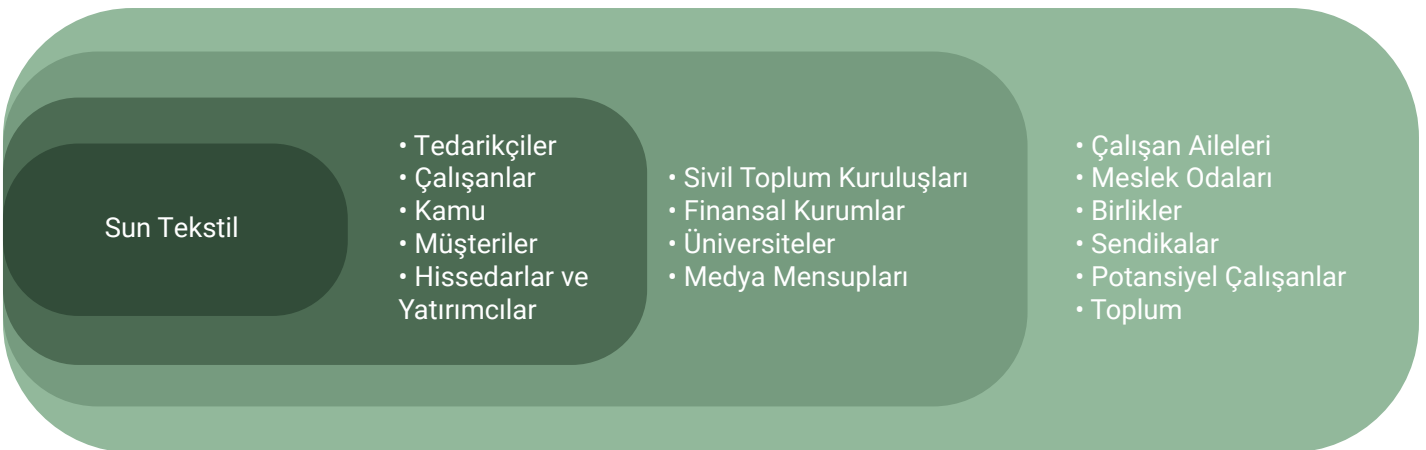 Sun Tekstil
• Tedarikçiler
• Çalışanlar
• Kamu
• Müşteriler
• Hissedarlar ve
Yatırımcılar
• Sivil Toplum Kuruluşları
• Finansal Kurumlar
• Üniversiteler
• Medya Mensupları
• Çalışan Aileleri
• Meslek Odaları
• Birlikler
• Sendikalar
• Potansiyel Çalışanlar
• Toplum